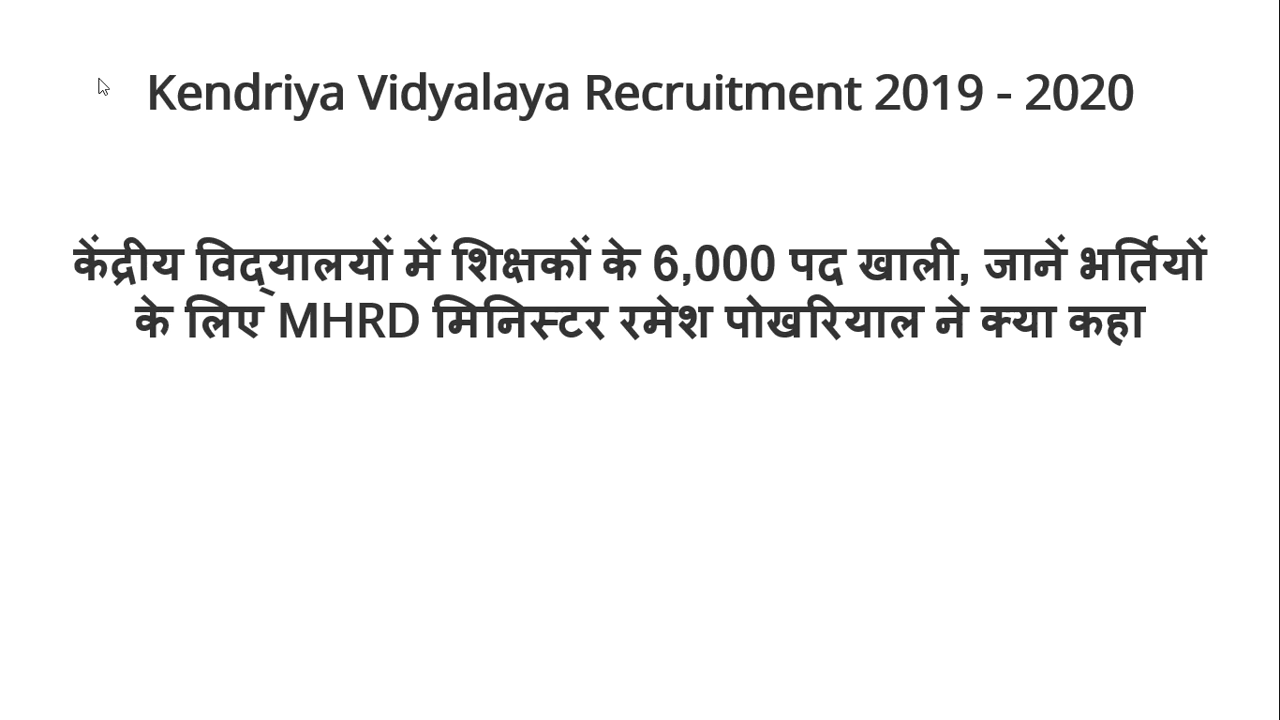 Kendriya Vidyalaya Recruitment 2019 - 2020
केंद्रीय विद्यालयों में शिक्षकों के 6,000 पद खाली, जानें भर्तियों
के लिए MHRD मिनिस्टर रमेश पोखरियाल ने क्या कहा